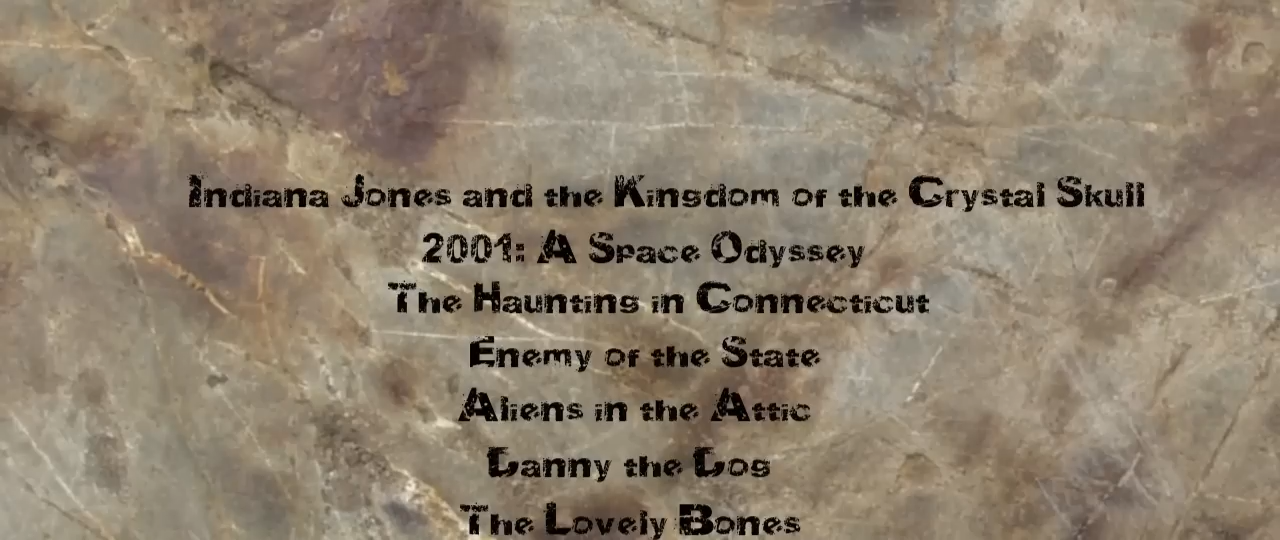 Indiana Jones and the Kingdom of the Crystal Skull
2001: A Space Odyssey
The Haunting in Connecticut
Enemy of the State
Aliens in the Attic
Danny the Dog
The Lovely Bones